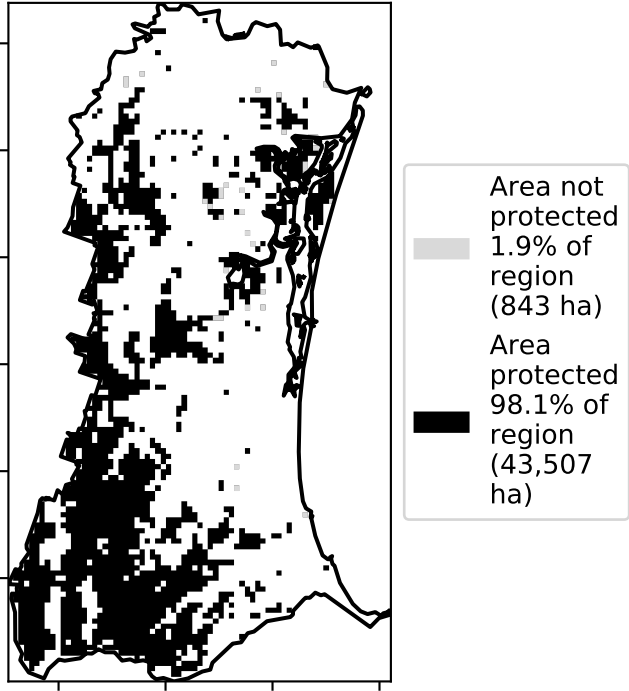 Area not
protected
1.9% of
region
(843 ha)
Area
protected
98.1% of
region
(43,507
ha)